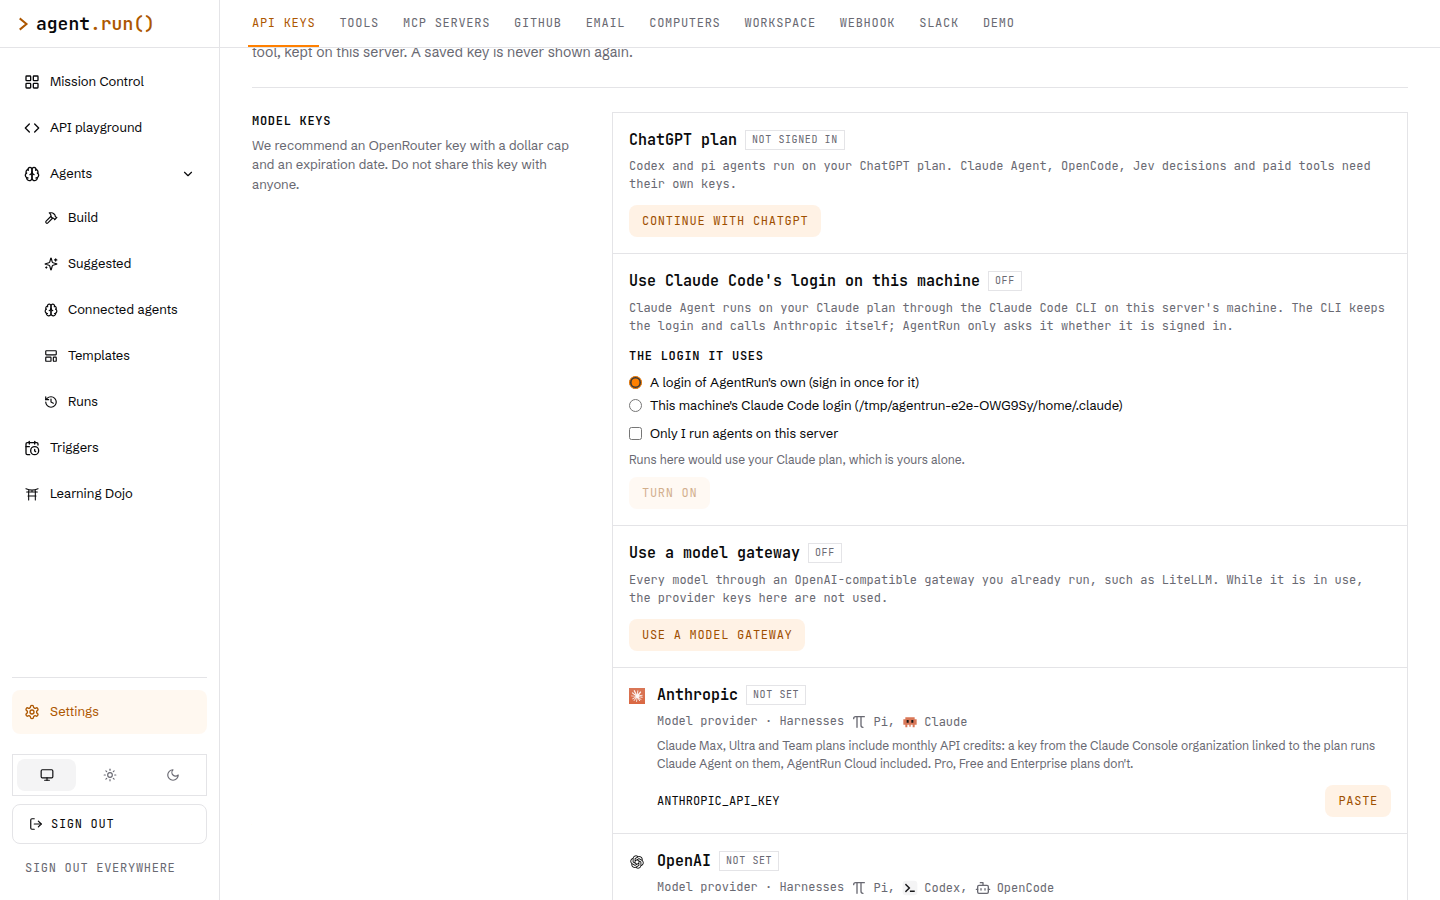 agent.run()
API KEYS
TOOLS
MCP SERVERS
GITHUB
EMAIL
COMPUTERS
WORKSPACE
WEBHOOK
SLACK
DEMO
Mission Control
API playground
Agents
Build
Suggested
Connected agents
Templates
Runs
Triggers
Learning Dojo
Settings
SIGN OUT
SIGN OUT EVERYWHERE
tool, kept on this server. A saved key is never shown again.
MODEL KEYS
We recommend an OpenRouter key with a dollar cap
and an expiration date. Do not share this key with
anyone.
ChatGPT plan NOT SIGNED IN
Codex and pi agents run on your ChatGPT plan. Claude Agent, OpenCode, Jev decisions and paid tools need
their own keys.
CONTINUE WITH CHATGPT
Use Claude Code's login on this machine OFF
Claude Agent runs on your Claude plan through the Claude Code CLI on this server's machine. The CLI keeps
the login and calls Anthropic itself; AgentRun only asks it whether it is signed in.
THE LOGIN IT USES
A login of AgentRun's own (sign in once for it)
This machine's Claude Code login (/tmp/agentrun-e2e-OWG9Sy/home/.claude)
Only I run agents on this server
Runs here would use your Claude plan, which is yours alone.
TURN ON
Use a model gateway OFF
Every model through an OpenAI-compatible gateway you already run, such as LiteLLM. While it is in use,
the provider keys here are not used.
USE A MODEL GATEWAY
Anthropic NOT SET
Model provider · Harnesses Pi, Claude
Claude Max, Ultra and Team plans include monthly API credits: a key from the Claude Console organization linked to the plan runs
Claude Agent on them, AgentRun Cloud included. Pro, Free and Enterprise plans don't.
ANTHROPIC_API_KEY
PASTE
OpenAI NOT SET
Model provider · Harnesses Pi, Codex, OpenCode